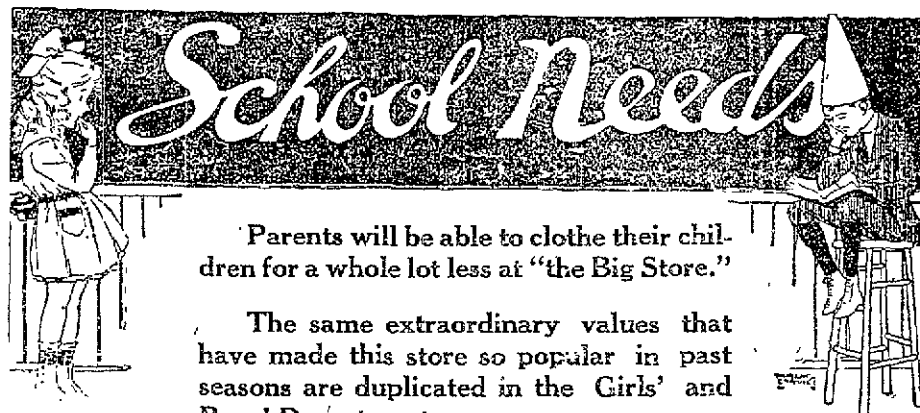 School Needs
Parents will be able to clothe their chil-
dren for a whole lot less at "the Big Store."
The same extraordinary values that
have made this store so popular in past
seasons are duplicated in the Girls' and